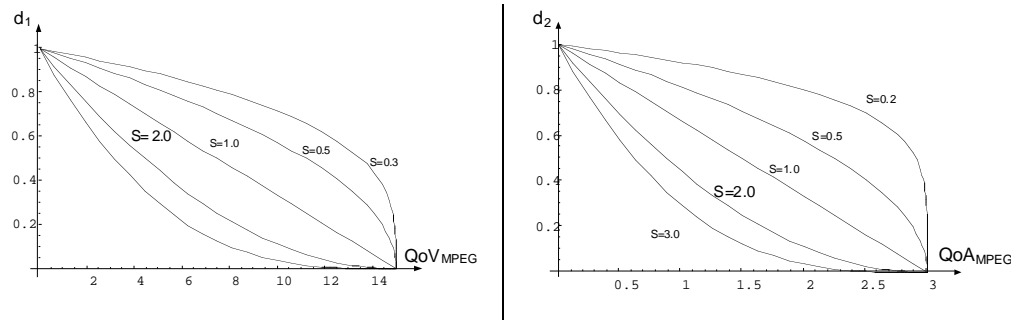 d1
1
0.8
0.6
0.4
0.2
S= 2.0
S=1.0
S=0.5
S=0.3
QoVMPEG
2 4 6 8 10 12 14
d2
1
0.8
0.6
0.4
0.2
S=0.2
S=0.5
S=1.0
S=2.0
S=3.0
QoAMPEG
0.5 1 1.5 2 2.5 3